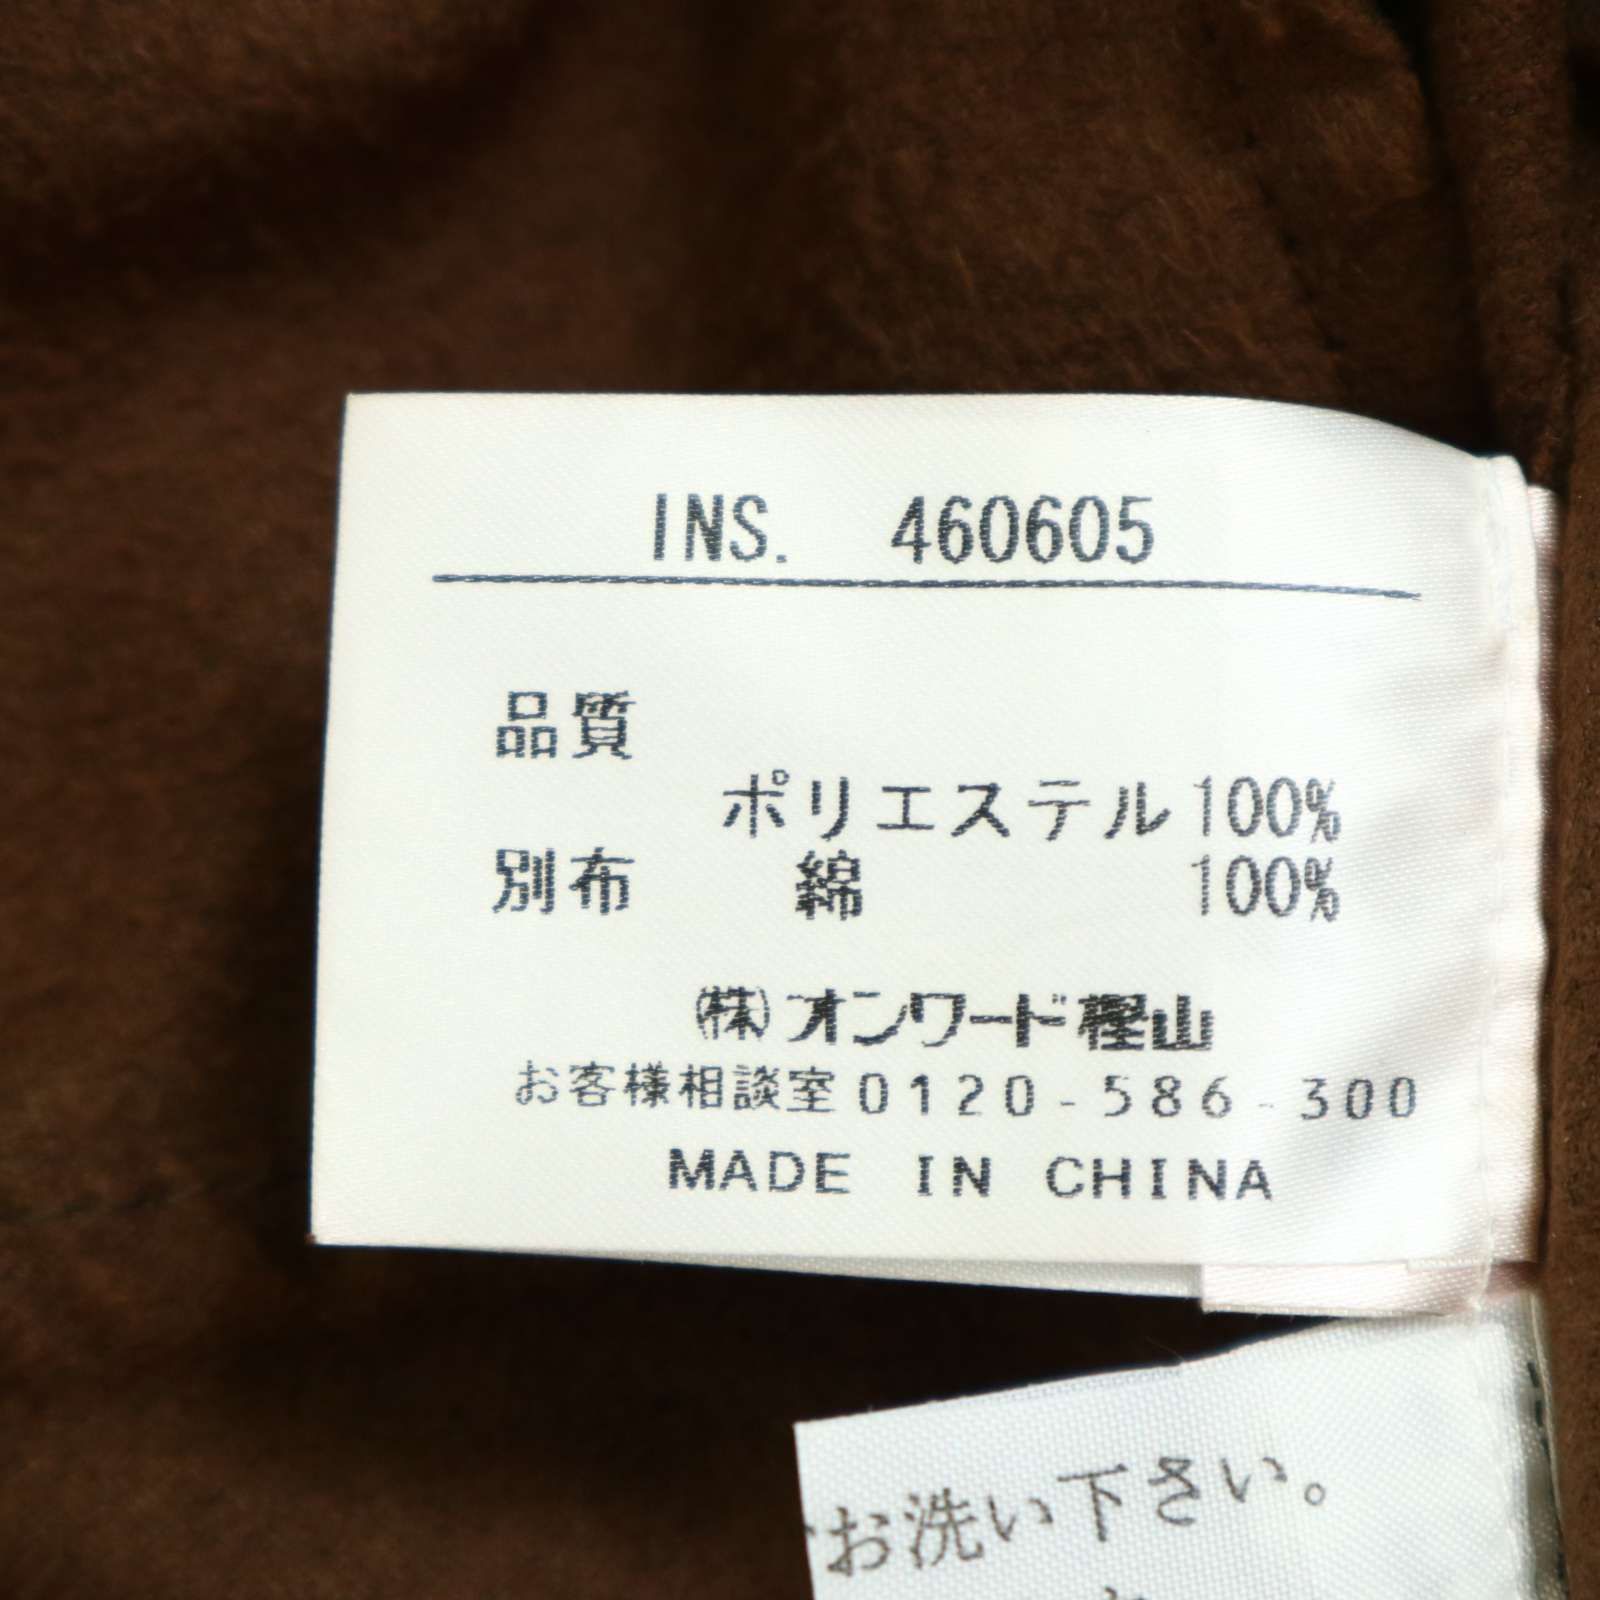 INS. 460605
品質
ポリエステル100%
別布 綿 100%
㈱オンワード樫山
お客様相談室0120-586-300
MADE IN CHINA
お洗い下さい。